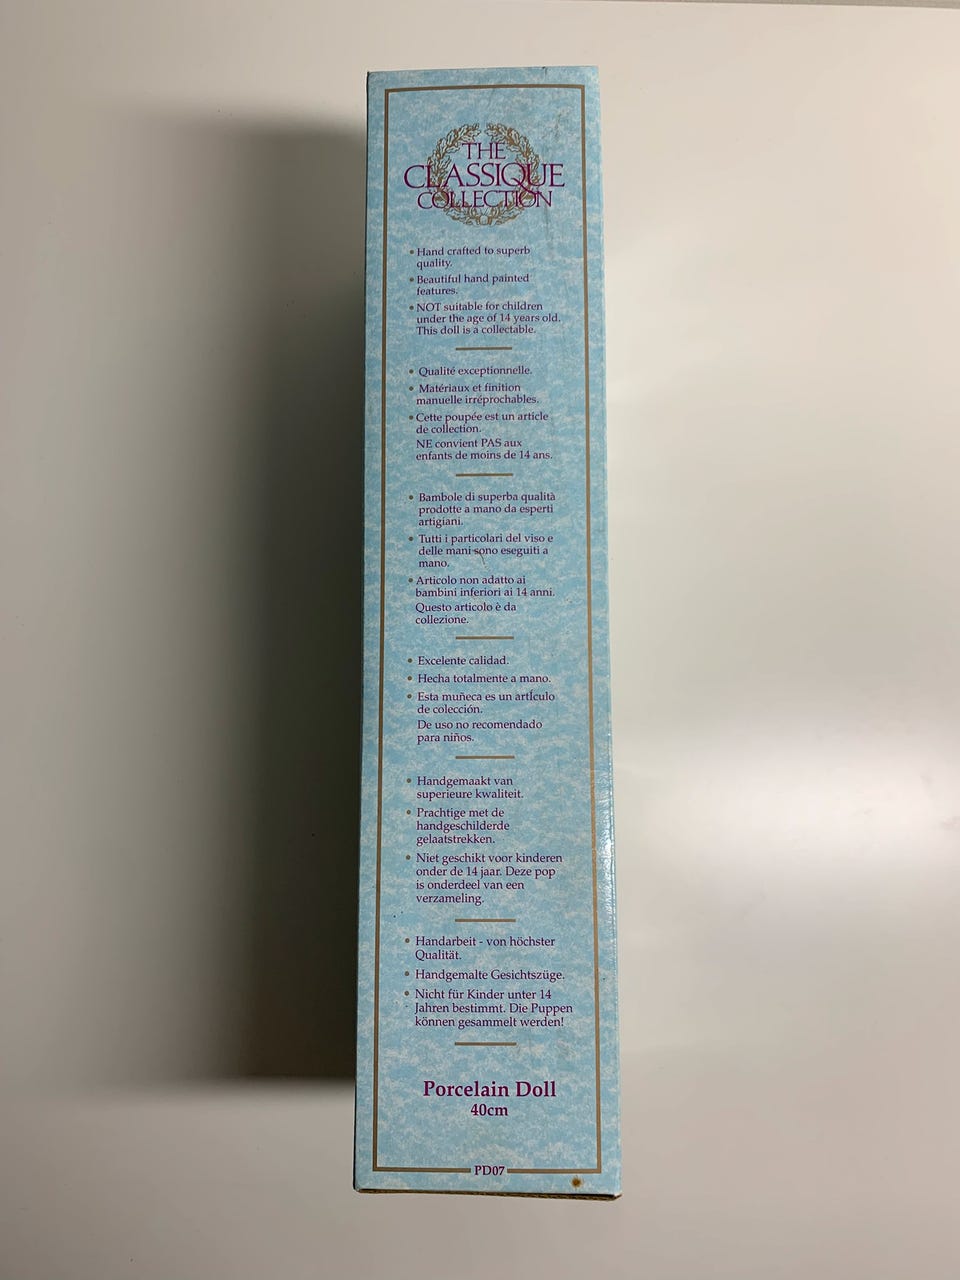 THE
CLASSIQUE
COLLECTION
• Hand crafted to superb
quality.
• Beautiful hand painted
features.
• NOT suitable for children
under the age of 14 years old.
This doll is a collectable.
• Qualité exceptionnelle.
• Matériaux et finition
manuelle irréprochables.
• Cette poupée est un article
de collection.
NE convient PAS aux
enfants de moins de 14 ans.
• Bambole di superba qualità
prodotte a mano da esperti
artigiani.
• Tutti i particolari del viso e
delle mani sono eseguiti a
mano.
• Articolo non adatto ai
bambini inferiori ai 14 anni.
Questo articolo è da
collezione.
• Excelente calidad.
• Hecha totalmente a mano.
• Esta muñeca es un artículo
de colección.
De uso no recomendado
para niños.
• Handgemaakt van
superieure kwaliteit.
• Prachtige met de
handgeschilderde
gelaatstrekken.
• Niet geschikt voor kinderen
onder de 14 jaar. Deze pop
is onderdeel van een
verzameling.
• Handarbeit - von höchster
Qualität.
• Handgemalte Gesichtszüge.
• Nicht für Kinder unter 14
Jahren bestimmt. Die Puppen
können gesammelt werden!
Porcelain Doll
40cm
PD07